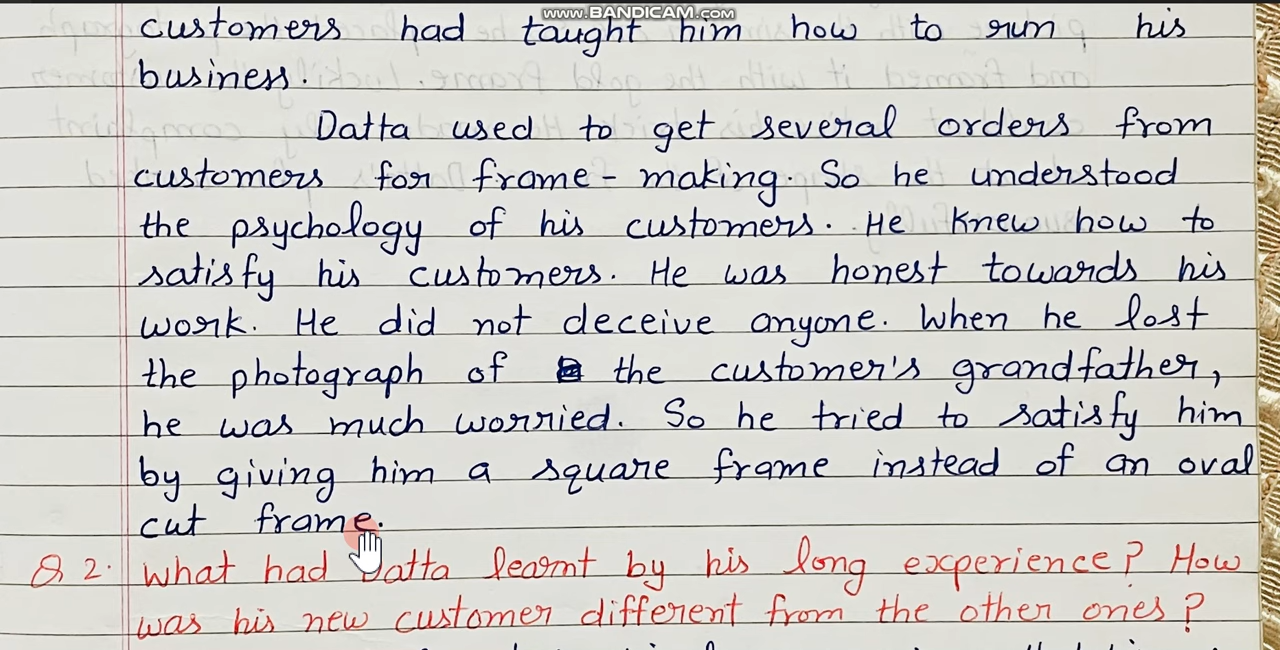 WWW.BANDICAM.COM
customers had taught him how to run his
business.
Datta used to get several orders from
customers for frame-making. So he understood
the psychology of his customers. He knew how to
satisfy his customers. He was honest towards his
work. He did not deceive anyone. When he lost
the photograph of the customer's grandfather,
he was much worried. So he tried to satisfy him
by giving him a square frame instead of an oval
cut frame.
Q 2. What had Datta learnt by his long experience? How
was his new customer different from the other ones?